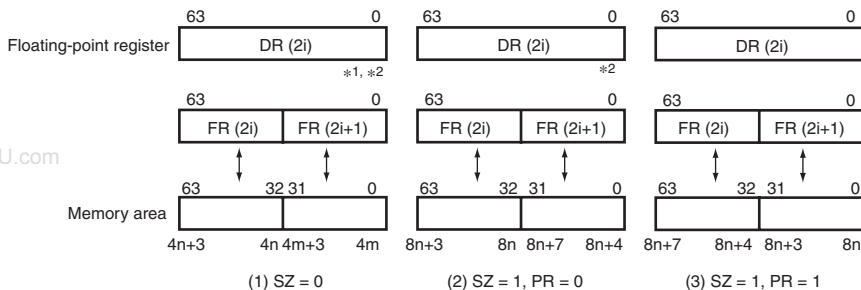 63 0 63 0 63 0
Floating-point register DR (2i) DR (2i) DR (2i)
*1, *2 *2
63 0 63 0 63 0
FR (2i) FR (2i+1) FR (2i) FR (2i+1) FR (2i) FR (2i+1)
U.com
63 32 31 0 63 32 31 0 63 32 31 0
Memory area
4n+3 4n 4m+3 4m 8n+3 8n 8n+7 8n+4 8n+7 8n+4 8n+3 8n
(1) SZ = 0 (2) SZ = 1, PR = 0 (3) SZ = 1, PR = 1